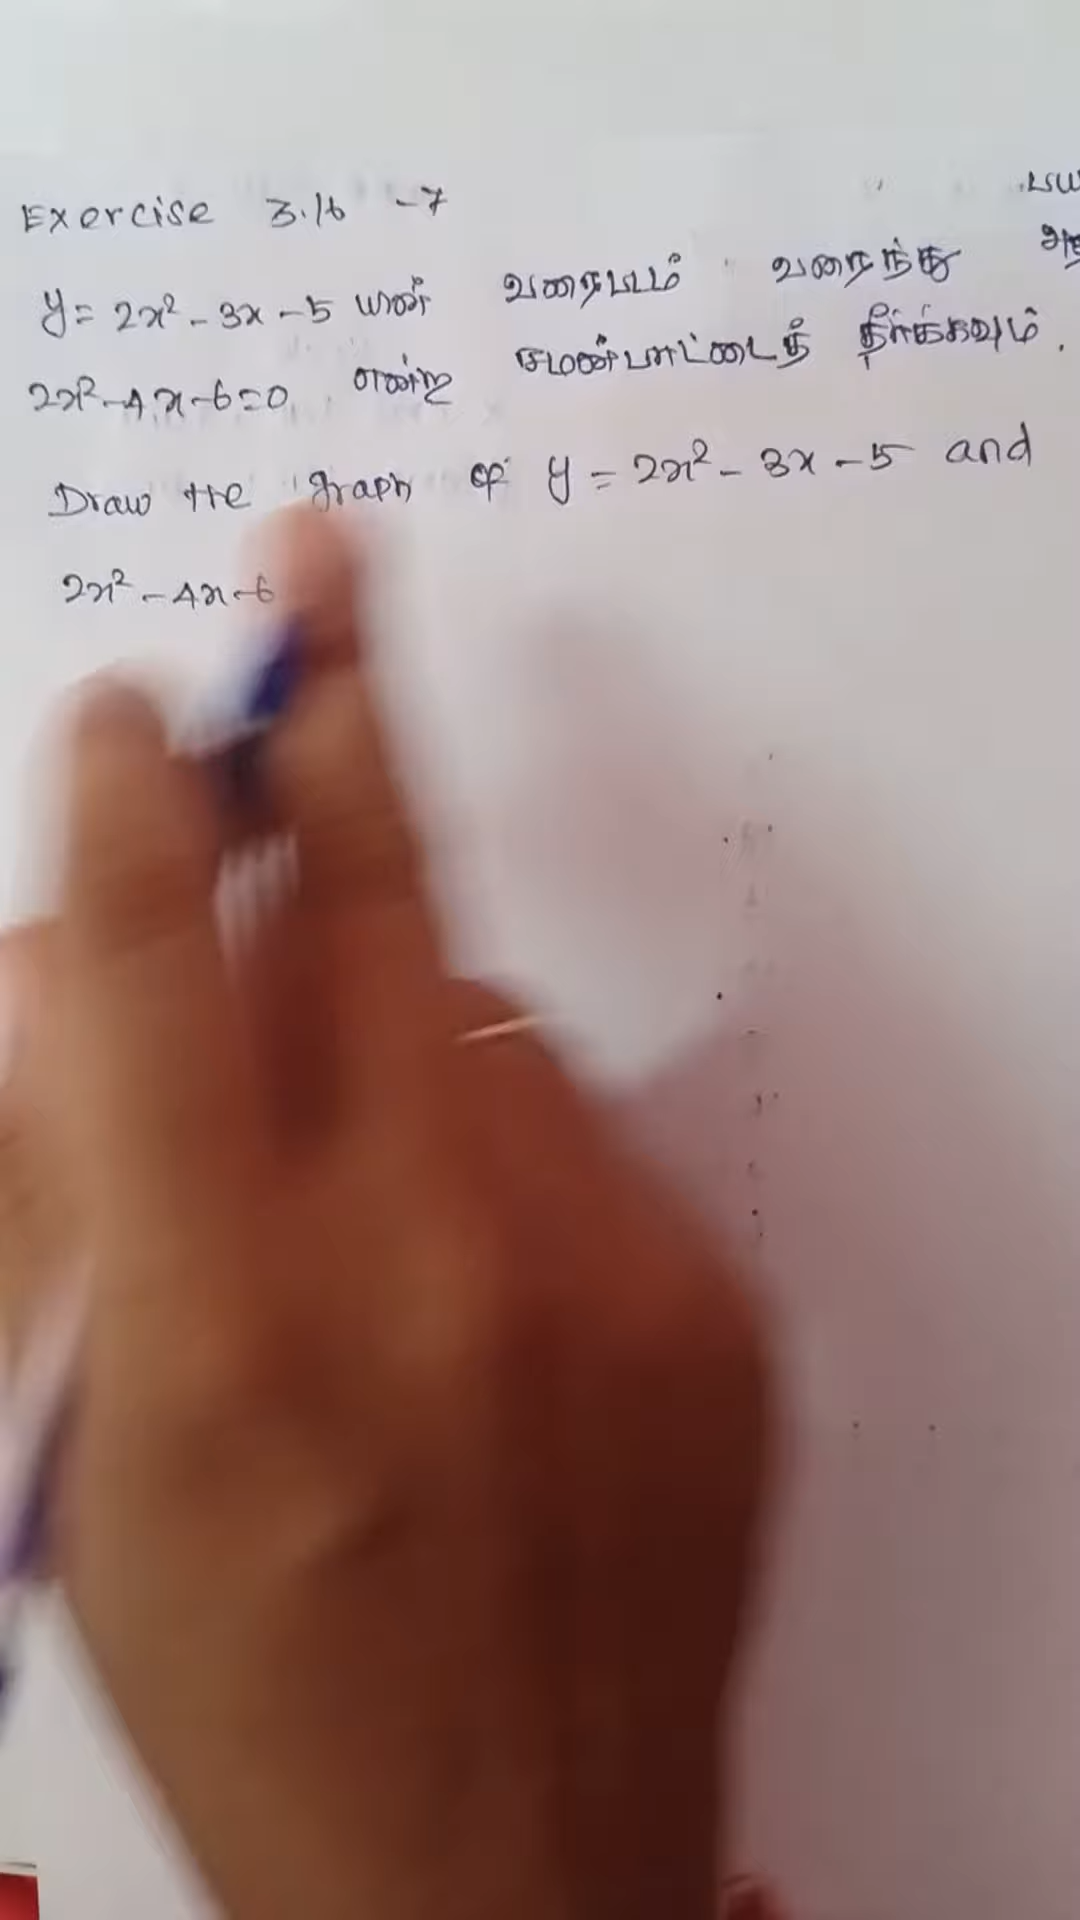 Exercise 3.16 -7
y = 2x² - 3x - 5 யின் வரைபடம் வரைந்து
2x² - 4x - 6 = 0 என்ற சமன்பாட்டைத் தீர்க்கவும்.
Draw the graph of y = 2x² - 3x - 5 and
2x² - 4x - 6